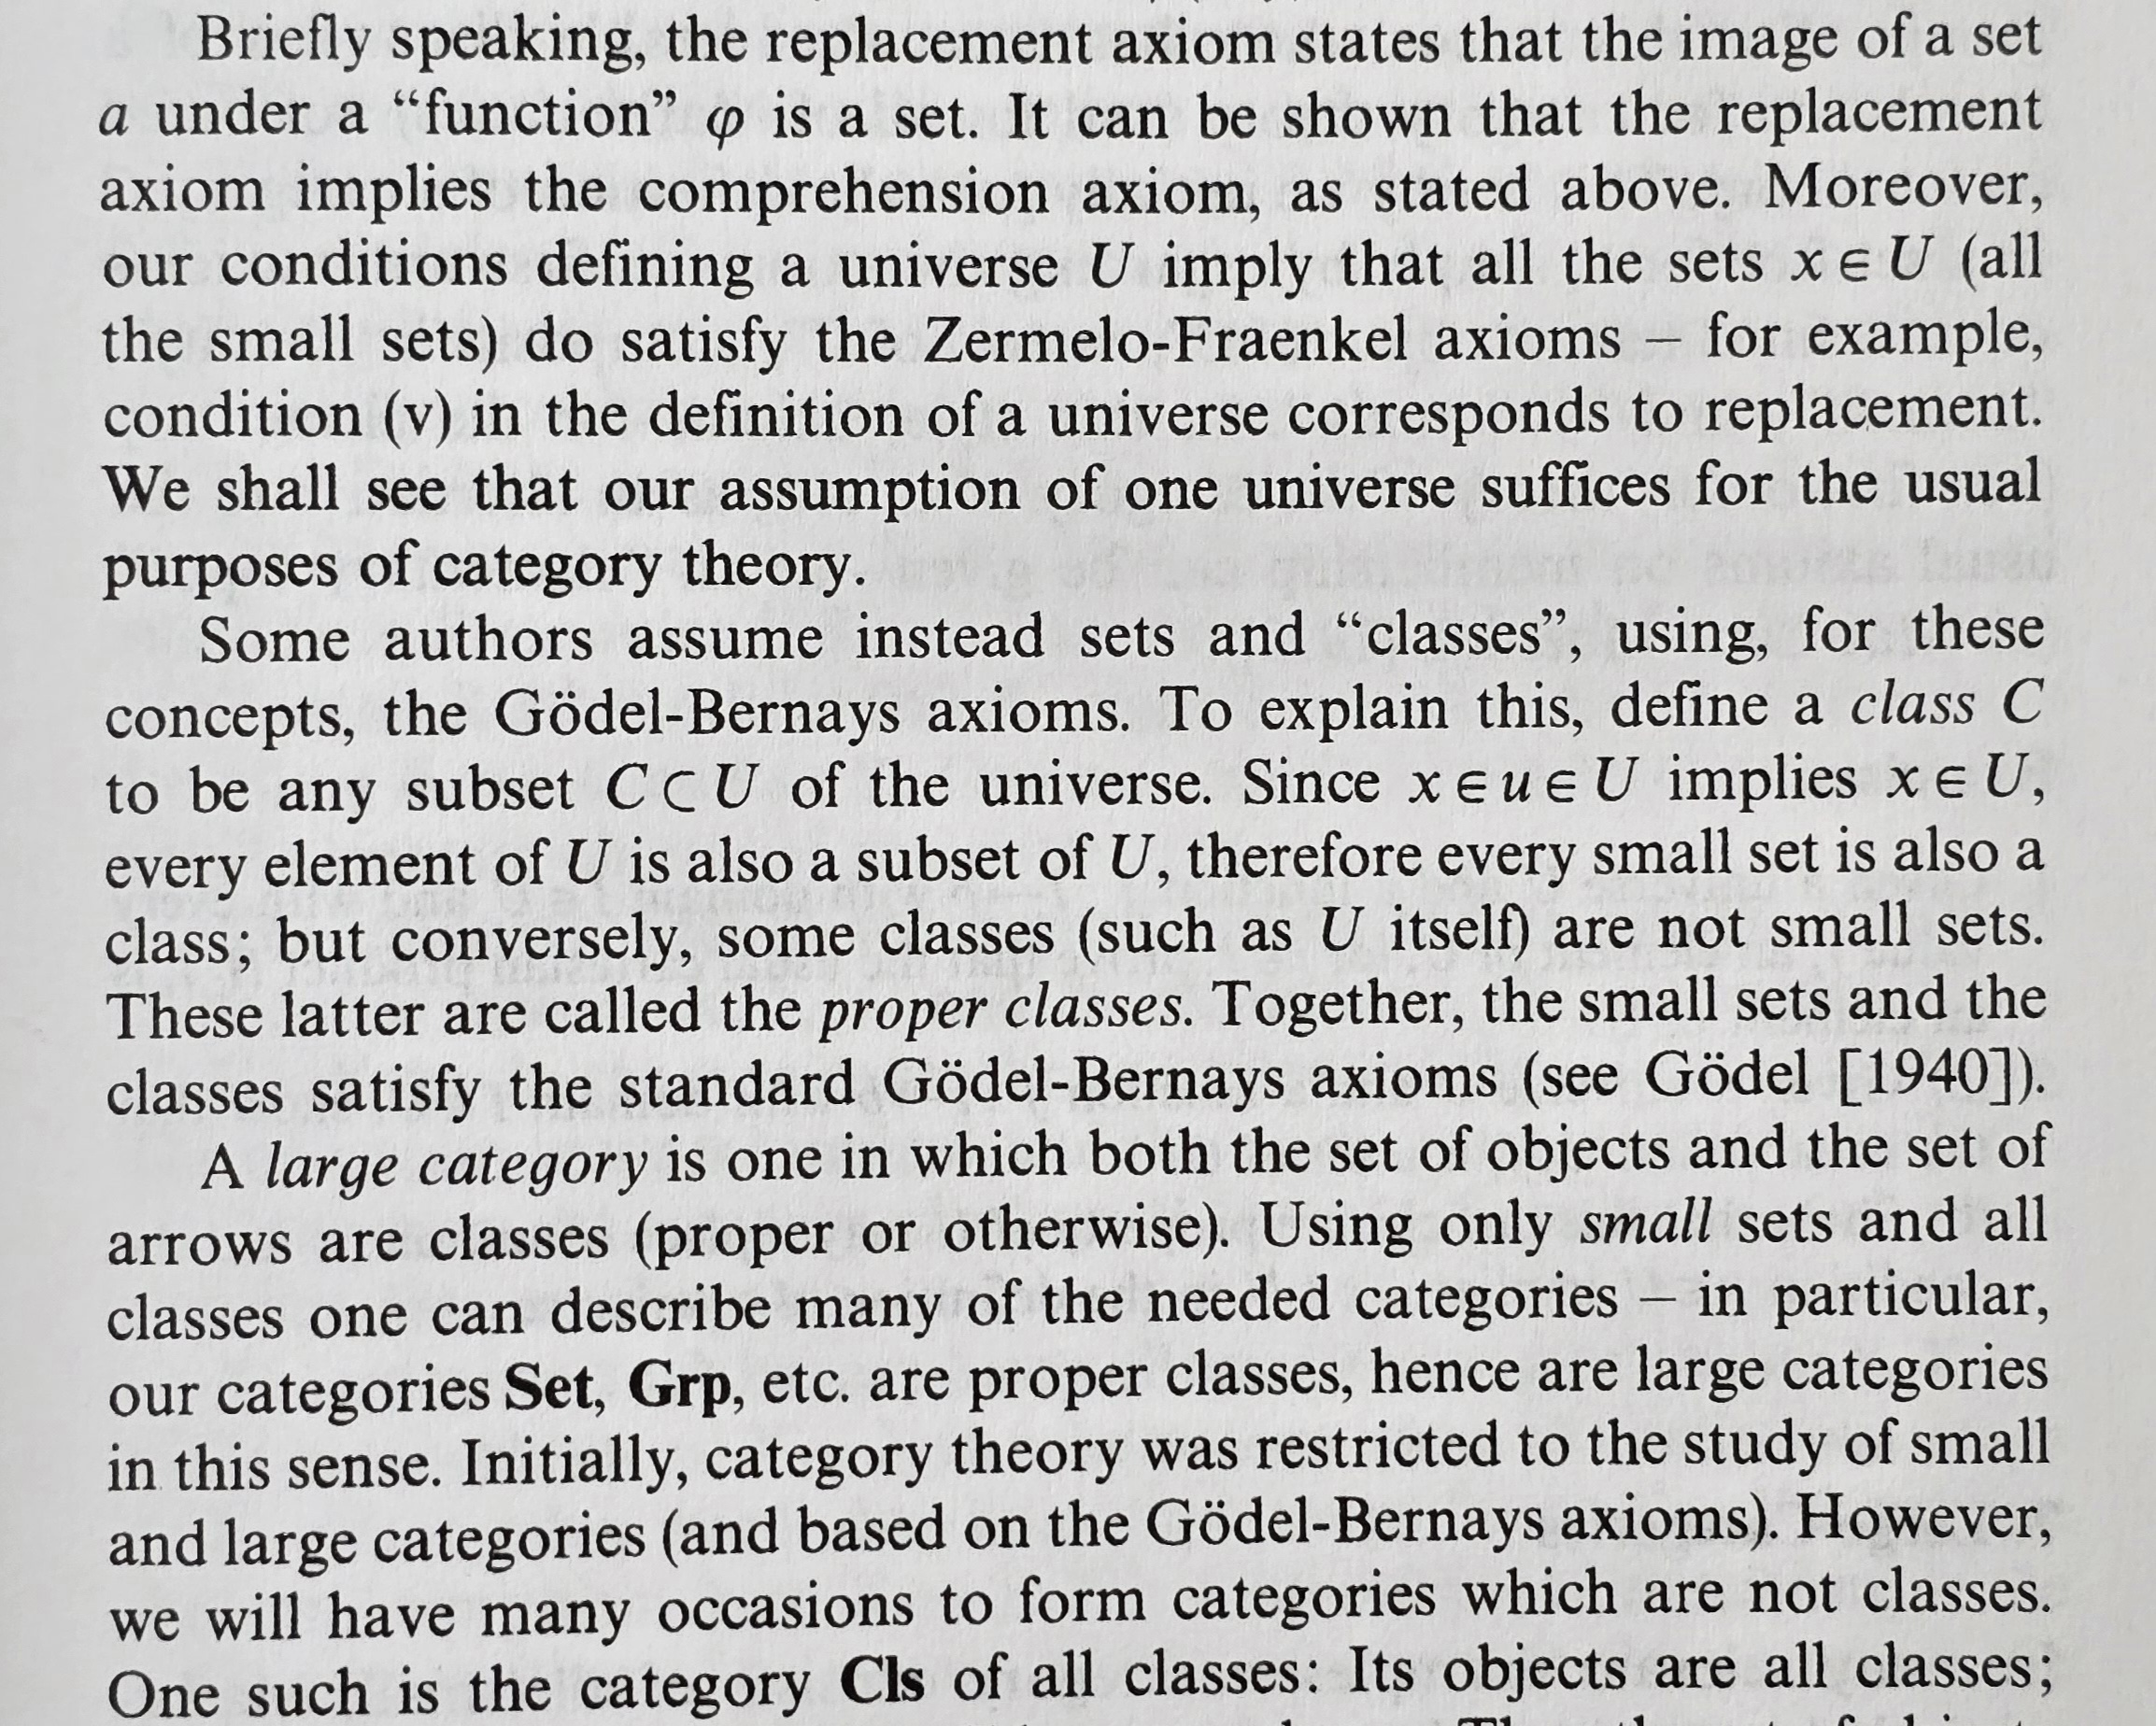 Briefly speaking, the replacement axiom states that the image of a set
a under a “function” φ is a set. It can be shown that the replacement
axiom implies the comprehension axiom, as stated above. Moreover,
our conditions defining a universe U imply that all the sets x ∈ U (all
the small sets) do satisfy the Zermelo-Fraenkel axioms – for example,
condition (v) in the definition of a universe corresponds to replacement.
We shall see that our assumption of one universe suffices for the usual
purposes of category theory.
Some authors assume instead sets and “classes”, using, for these
concepts, the Gödel-Bernays axioms. To explain this, define a class C
to be any subset C ⊂ U of the universe. Since x ∈ u ∈ U implies x ∈ U,
every element of U is also a subset of U, therefore every small set is also a
class; but conversely, some classes (such as U itself) are not small sets.
These latter are called the proper classes. Together, the small sets and the
classes satisfy the standard Gödel-Bernays axioms (see Gödel [1940]).
A large category is one in which both the set of objects and the set of
arrows are classes (proper or otherwise). Using only small sets and all
classes one can describe many of the needed categories – in particular,
our categories Set, Grp, etc. are proper classes, hence are large categories
in this sense. Initially, category theory was restricted to the study of small
and large categories (and based on the Gödel-Bernays axioms). However,
we will have many occasions to form categories which are not classes.
One such is the category Cls of all classes: Its objects are all classes;